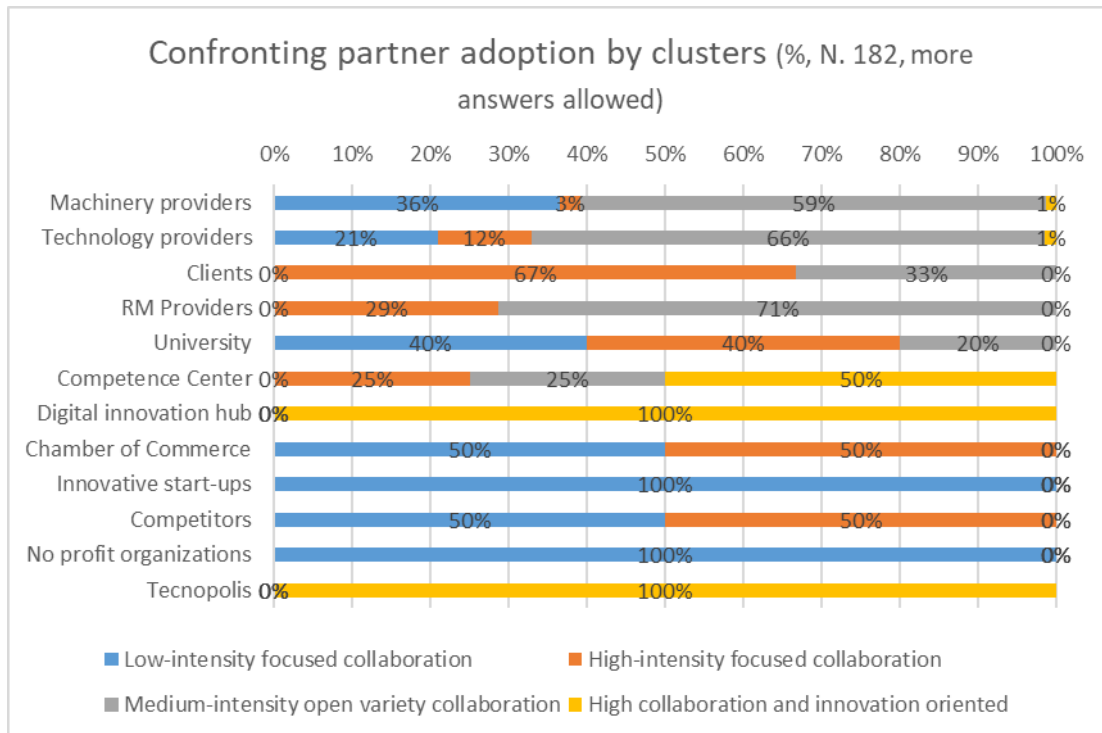 Confronting partner adoption by clusters (%, N. 182, more
answers allowed)
0% 10% 20% 30% 40% 50% 60% 70% 80% 90% 100%
Machinery providers 36% 3% 59% 1%
Technology providers 21% 12% 66% 1%
Clients 0% 67% 33% 0%
RM Providers 0% 29% 71% 0%
University 40% 40% 20% 0%
Competence Center 0% 25% 25% 50%
Digital innovation hub 0% 100%
Chamber of Commerce 50% 50% 0%
Innovative start-ups 100% 0%
Competitors 50% 50% 0%
No profit organizations 100% 0%
Tecnopolis 0% 100%
Low-intensity focused collaboration High-intensity focused collaboration
Medium-intensity open variety collaboration High collaboration and innovation oriented